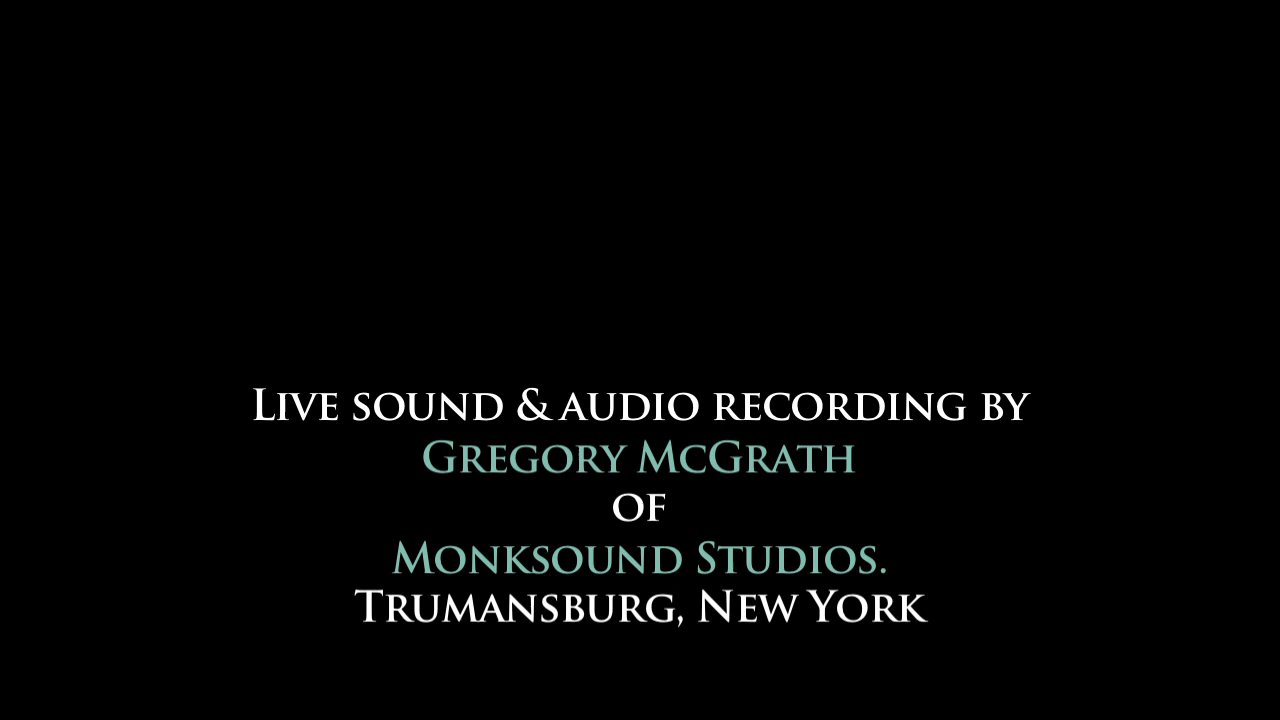 Live sound & audio recording by
Gregory McGrath
of
Monksound Studios.
Trumansburg, New York